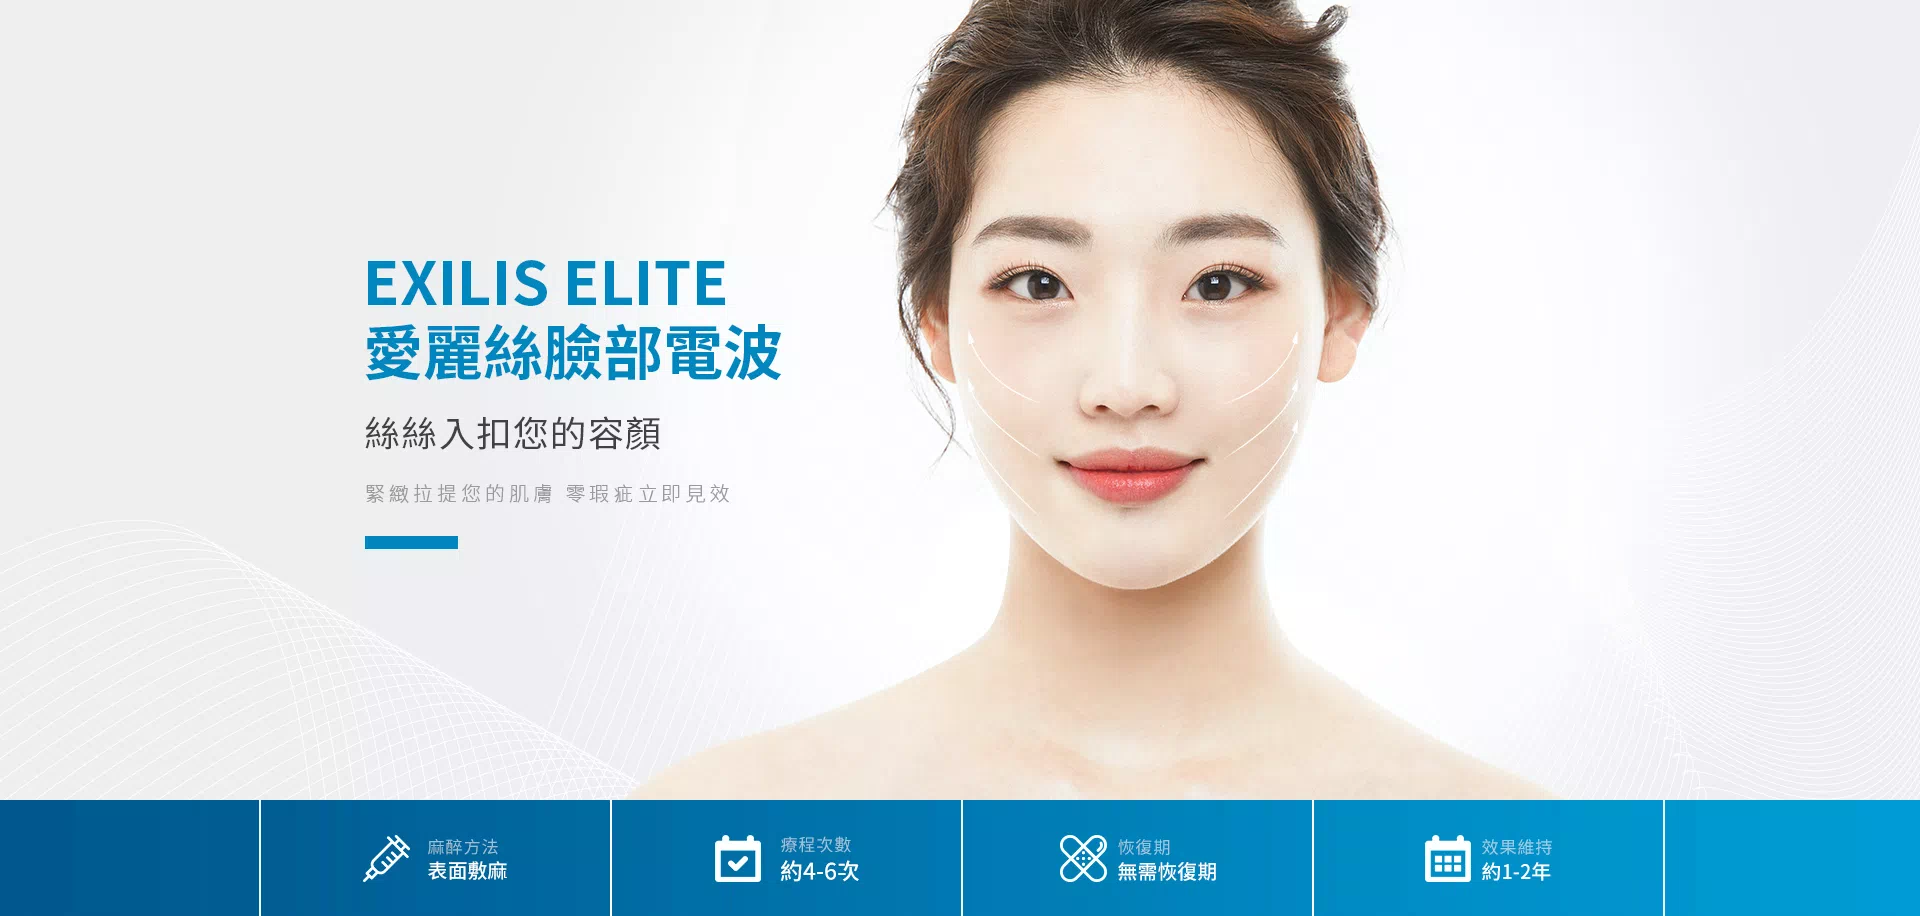 EXILIS ELITE
愛麗絲臉部電波
絲絲入扣您的容顏
緊緻拉提您的肌膚 零瑕疵立即見效
麻醉方法
表面敷麻
療程次數
約4-6次
恢復期
無需恢復期
效果維持
約1-2年